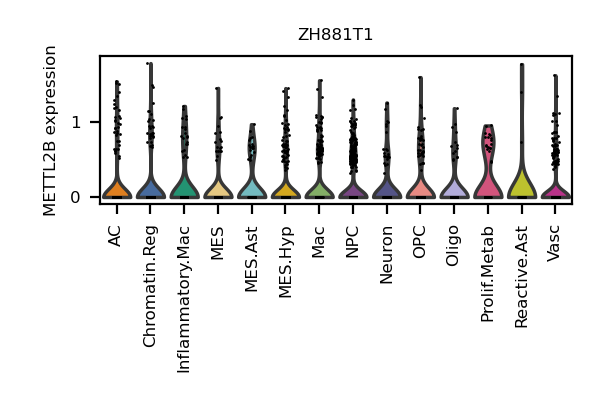 ZH881T1
METTL2B expression
1
0
AC
Chromatin.Reg
Inflammatory.Mac
MES
MES.Ast
MES.Hyp
Mac
NPC
Neuron
OPC
Oligo
Prolif.Metab
Reactive.Ast
Vasc